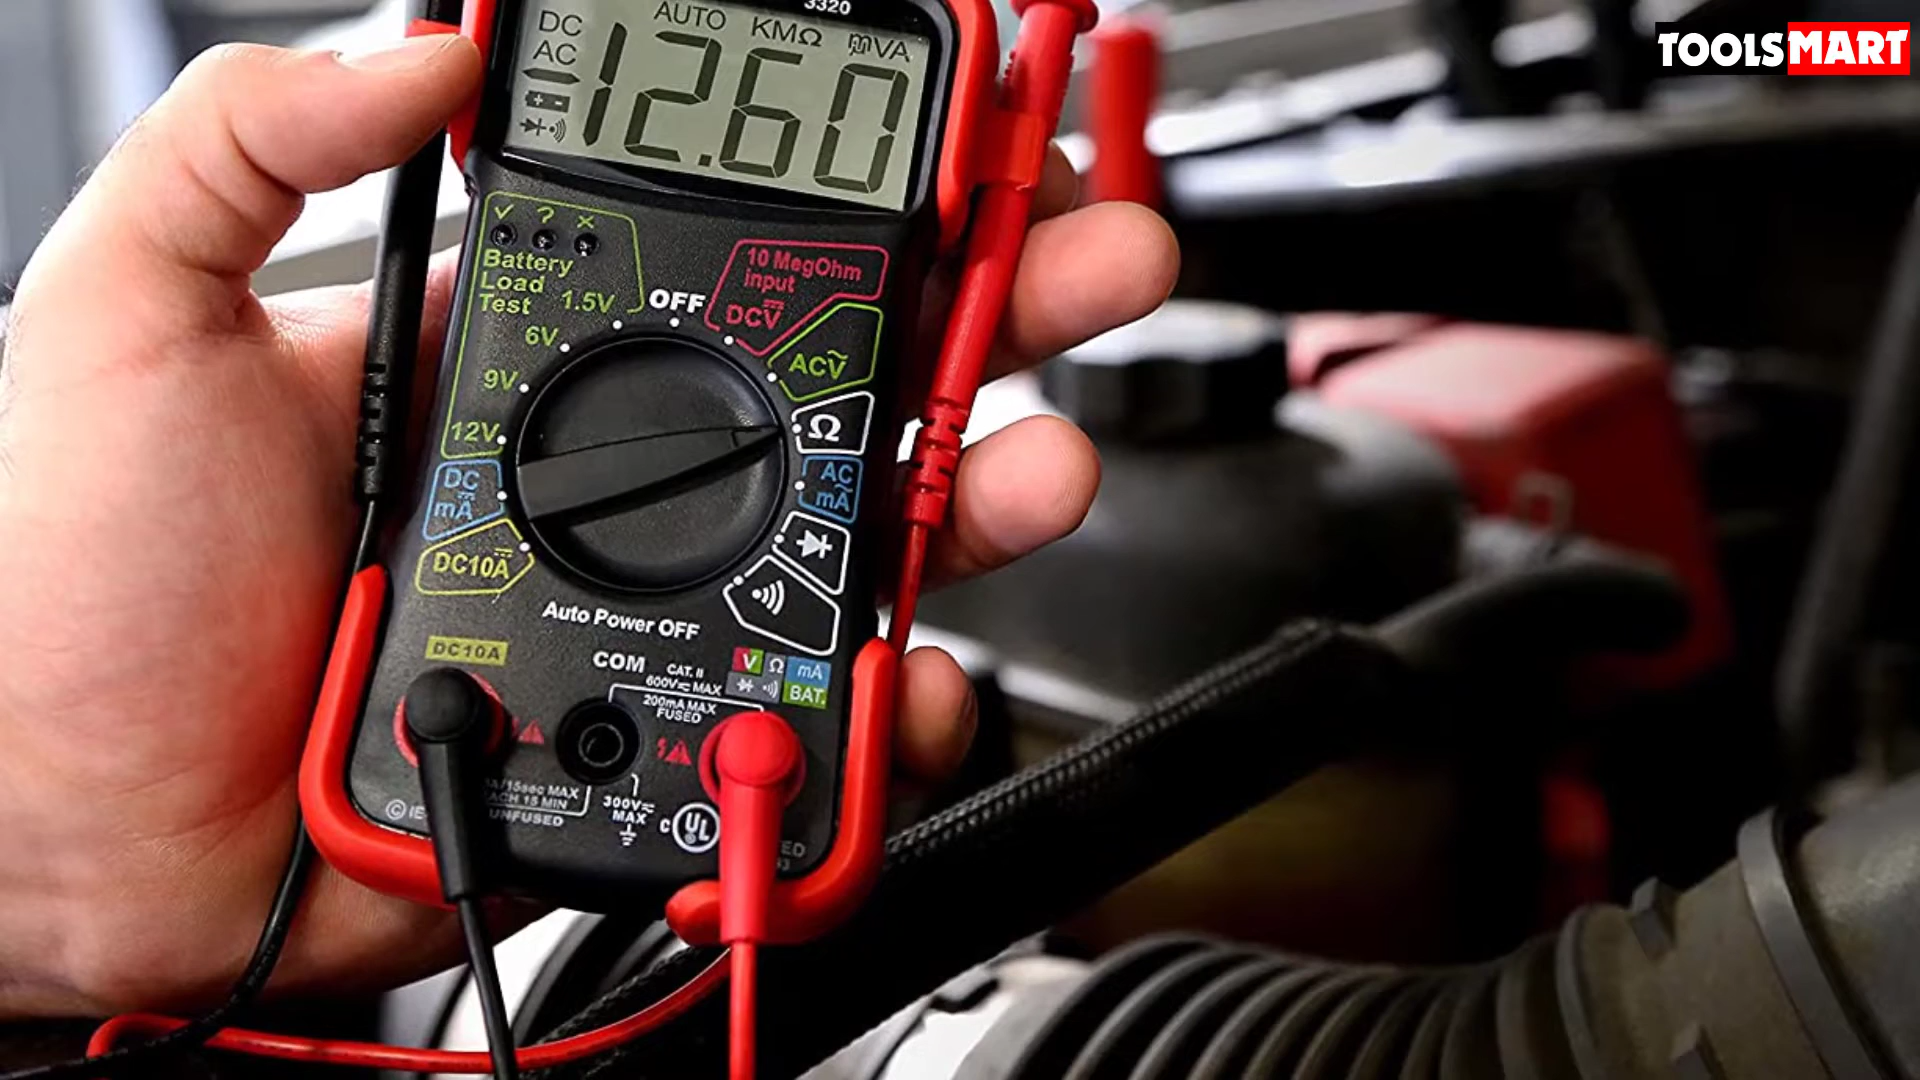 3320
TOOLSMART
DC AUTO KMΩ mVA
AC
12.60
Battery
Load
Test 1.5V
OFF
10 MegOhm
input
DCV
6V
ACV
9V
Ω
12V
DC
mA
AC
mA
DC10A
Auto Power OFF
DC10A
COM
CAT. II
600V MAX
200mA MAX
FUSED
V Ω mA
BAT.
/15sec MAX
15 MIN
UNFUSED
300V
MAX
C UL